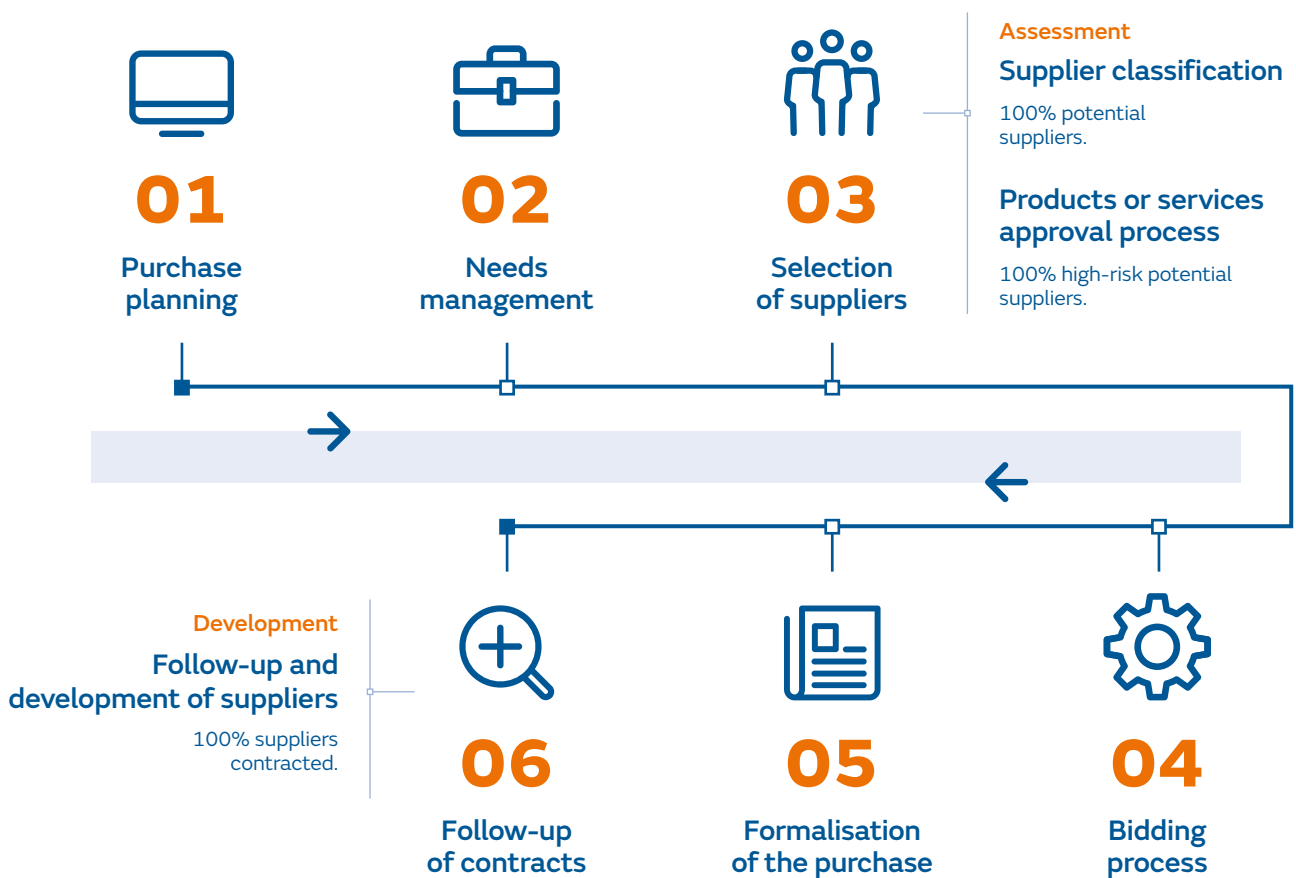 01
Purchase
planning
02
Needs
management
03
Selection
of suppliers
Assessment
Supplier classification
100% potential
suppliers.
Products or services
approval process
100% high-risk potential
suppliers.
04
Bidding
process
05
Formalisation
of the purchase
06
Follow-up
of contracts
Development
Follow-up and
development of suppliers
100% suppliers
contracted.